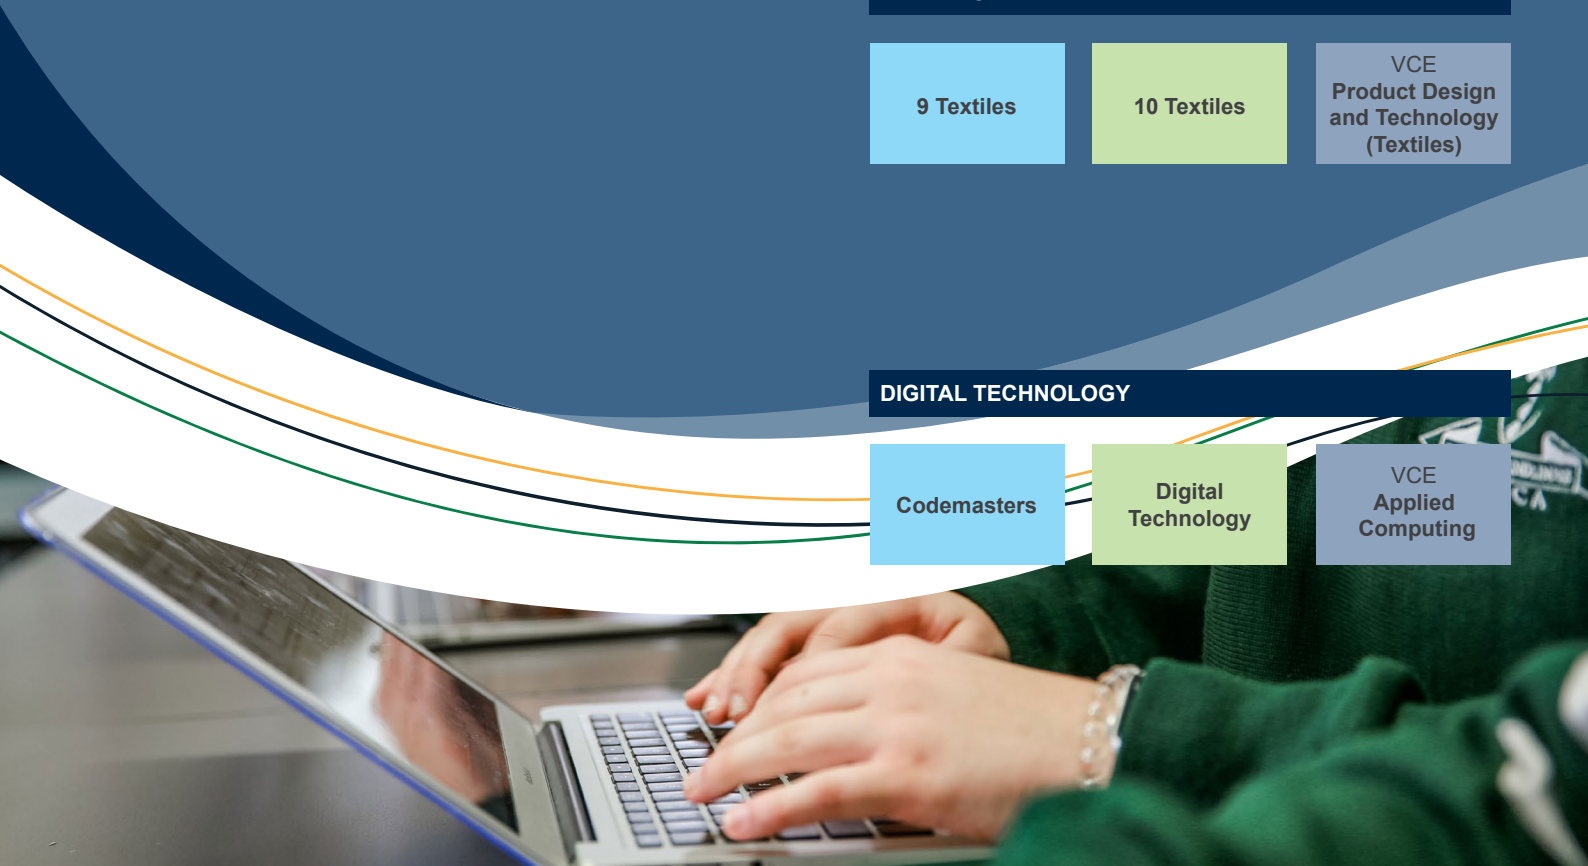 9 Textiles
10 Textiles
VCE
Product Design
and Technology
(Textiles)
DIGITAL TECHNOLOGY
Codemasters
Digital
Technology
VCE
Applied
Computing